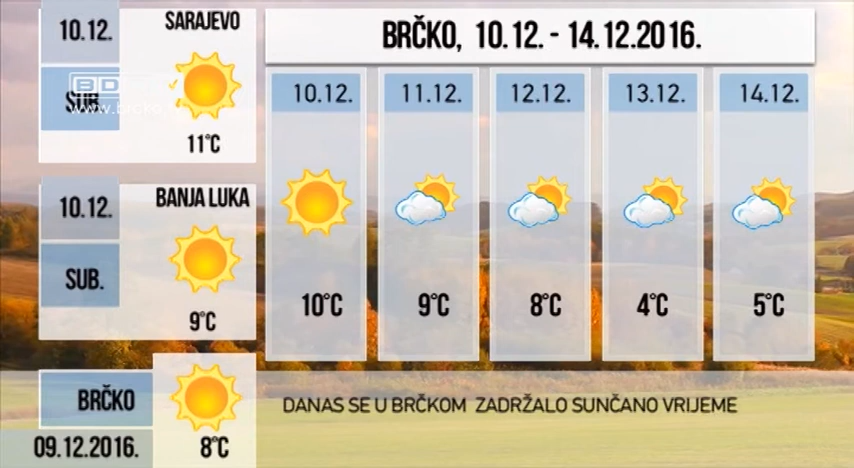 10.12.
SARAJEVO
SUB.
11°C
10.12.
BANJA LUKA
SUB.
9°C
BRČKO
09.12.2016.
8°C
BRČKO, 10.12. - 14.12.2016.
10.12. 11.12. 12.12. 13.12. 14.12.
10°C 9°C 8°C 4°C 5°C
DANAS SE U BRČKOM ZADRŽALO SUNČANO VRIJEME